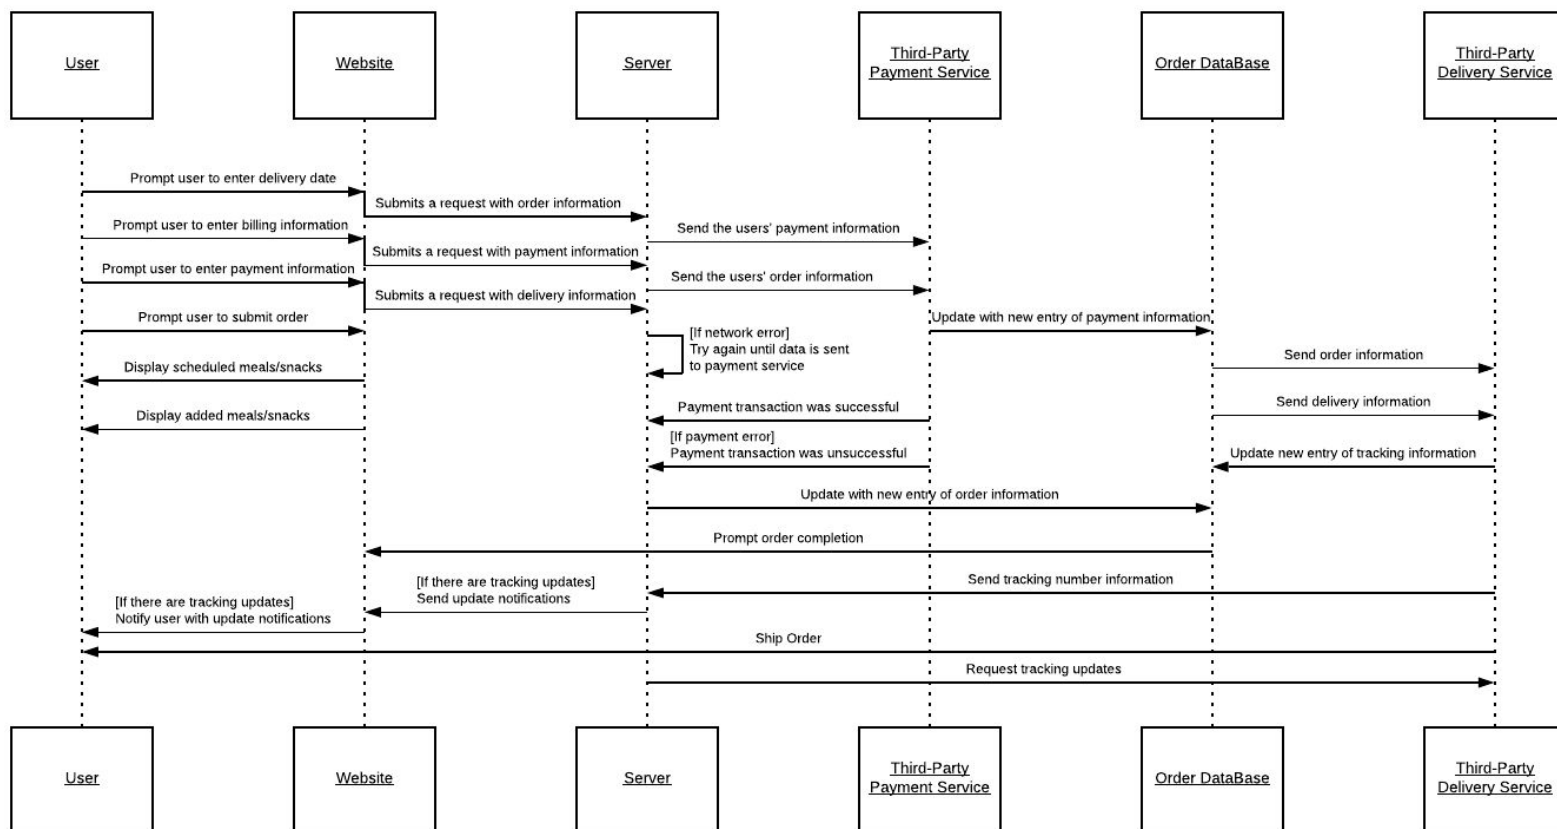 User
Website
Server
Third-Party
Payment Service
Order DataBase
Third-Party
Delivery Service
Prompt user to enter delivery date
Submits a request with order information
Prompt user to enter billing information
Send the users' payment information
Submits a request with payment information
Prompt user to enter payment information
Send the users' order information
Submits a request with delivery information
Prompt user to submit order
Update with new entry of payment information
[If network error]
Try again until data is sent
to payment service
Send order information
Display scheduled meals/snacks
Send delivery information
Payment transaction was successful
Display added meals/snacks
[If payment error]
Payment transaction was unsuccessful
Update new entry of tracking information
Update with new entry of order information
Prompt order completion
Send tracking number information
[If there are tracking updates]
Send update notifications
[If there are tracking updates]
Notify user with update notifications
Ship Order
Request tracking updates
User
Website
Server
Third-Party
Payment Service
Order DataBase
Third-Party
Delivery Service